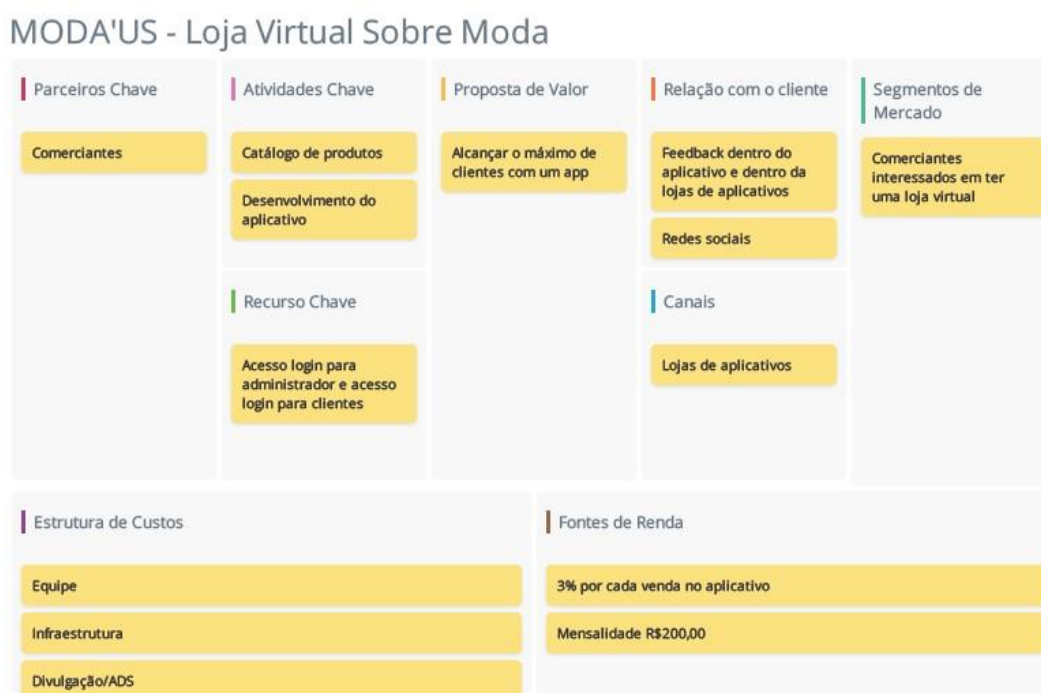 MODA'US - Loja Virtual Sobre Moda
Parceiros Chave
Comerciantes
Atividades Chave
Catálogo de produtos
Desenvolvimento do
aplicativo
Recurso Chave
Acesso login para
administrador e acesso
login para clientes
Proposta de Valor
Alcançar o máximo de
clientes com um app
Relação com o cliente
Feedback dentro do
aplicativo e dentro da
lojas de aplicativos
Redes sociais
Canais
Lojas de aplicativos
Segmentos de
Mercado
Comerciantes
interessados em ter
uma loja virtual
Estrutura de Custos
Equipe
Infraestrutura
Divulgação/ADS
Fontes de Renda
3% por cada venda no aplicativo
Mensalidade R$200,00